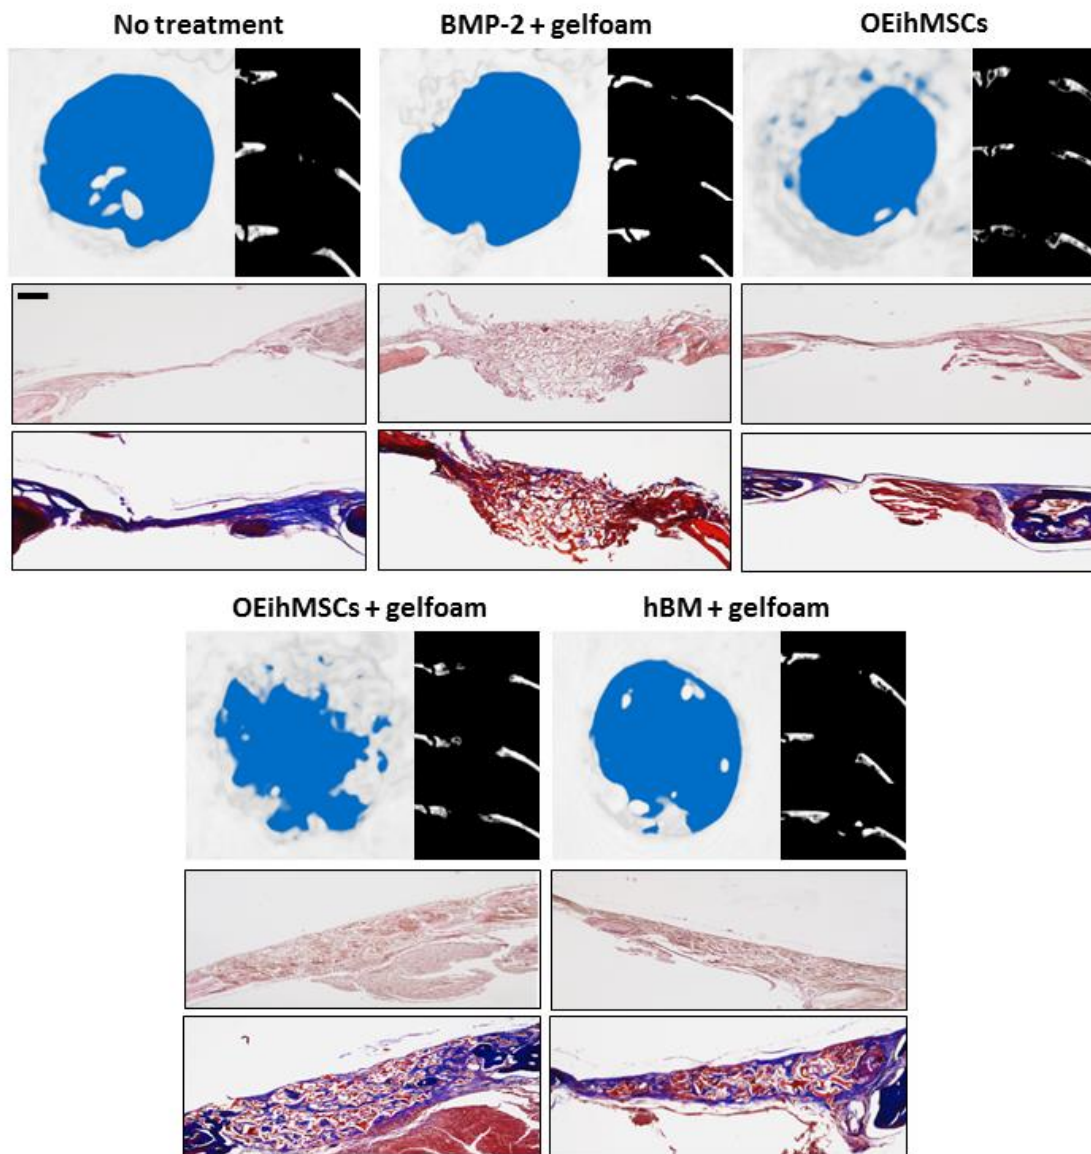 No treatment
BMP-2 + gelfoam
OEihMSCs
OEihMSCs + gelfoam
hBM + gelfoam